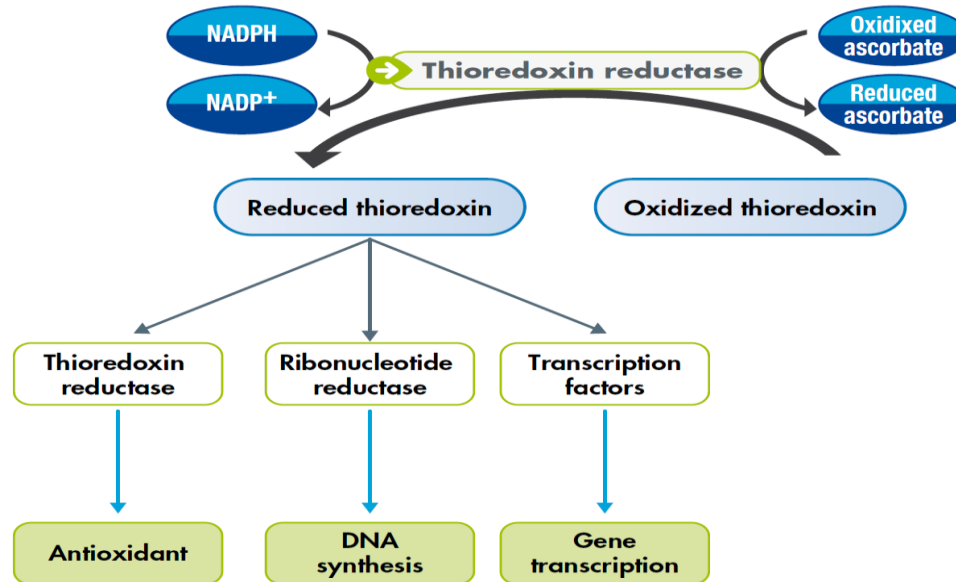 NADPH
Oxidixed
ascorbate
Thioredoxin reductase
NADP+
Reduced
ascorbate
Reduced thioredoxin
Oxidized thioredoxin
Thioredoxin
reductase
Ribonucleotide
reductase
Transcription
factors
Antioxidant
DNA
synthesis
Gene
transcription